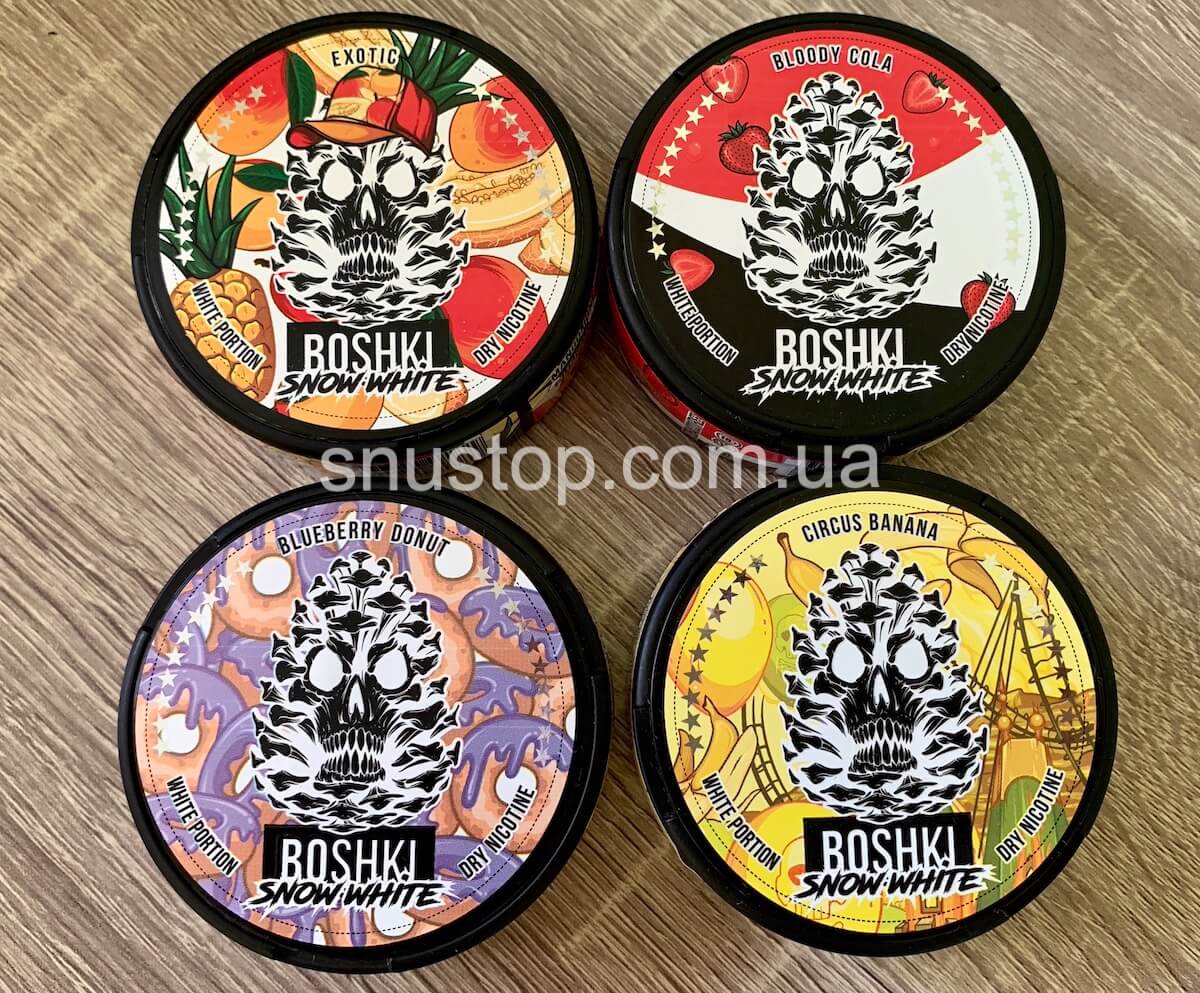 EXOTIC
WHITE PORTION
DRY NICOTINE
BOSHKI
SNOW WHITE
BLOODY COLA
WHITE PORTION
DRY NICOTINE
BOSHKI
SNOW WHITE
snustop.com.ua
BLUEBERRY DONUT
WHITE PORTION
DRY NICOTINE
BOSHKI
SNOW WHITE
CIRCUS BANANA
WHITE PORTION
DRY NICOTINE
BOSHKI
SNOW WHITE